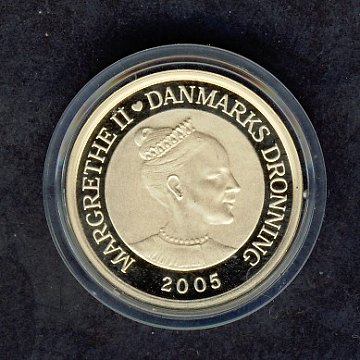 MARGRETHE II ♥ DANMARKS DRONNING
2005